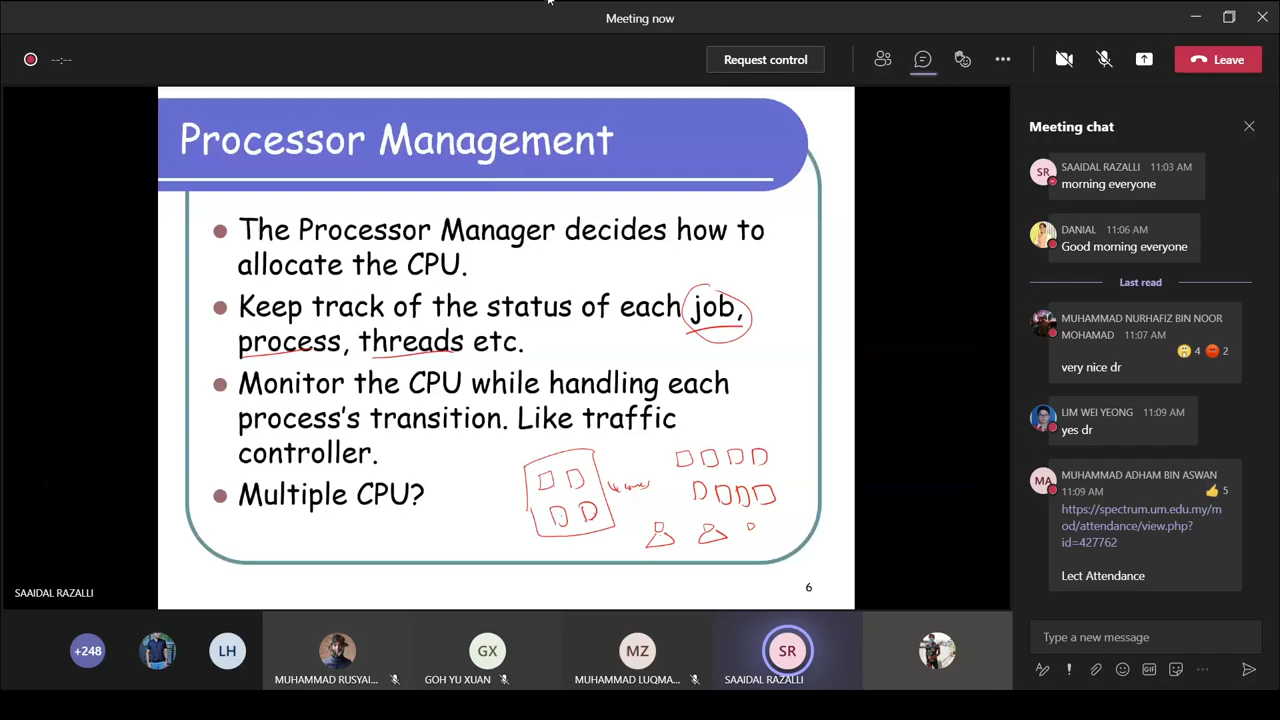 Meeting now
--:--
Request control
Leave
Processor Management
The Processor Manager decides how to
allocate the CPU.
Keep track of the status of each job,
process, threads etc.
Monitor the CPU while handling each
process's transition. Like traffic
controller.
Multiple CPU?
6
SAAIDAL RAZALLI
Meeting chat
SR
SAAIDAL RAZALLI 11:03 AM
morning everyone
DANIAL 11:06 AM
Good morning everyone
Last read
MUHAMMAD NURHAFIZ BIN NOOR
MOHAMAD 11:07 AM
4 2
very nice dr
LIM WEI YEONG 11:09 AM
yes dr
MA
MUHAMMAD ADHAM BIN ASWAN
11:09 AM 5
https://spectrum.um.edu.my/m
od/attendance/view.php?
id=427762
Lect Attendance
Type a new message
GIF
+248
LH
GX
MZ
SR
MUHAMMAD RUSYAI...
GOH YU XUAN
MUHAMMAD LUQMA...
SAAIDAL RAZALLI